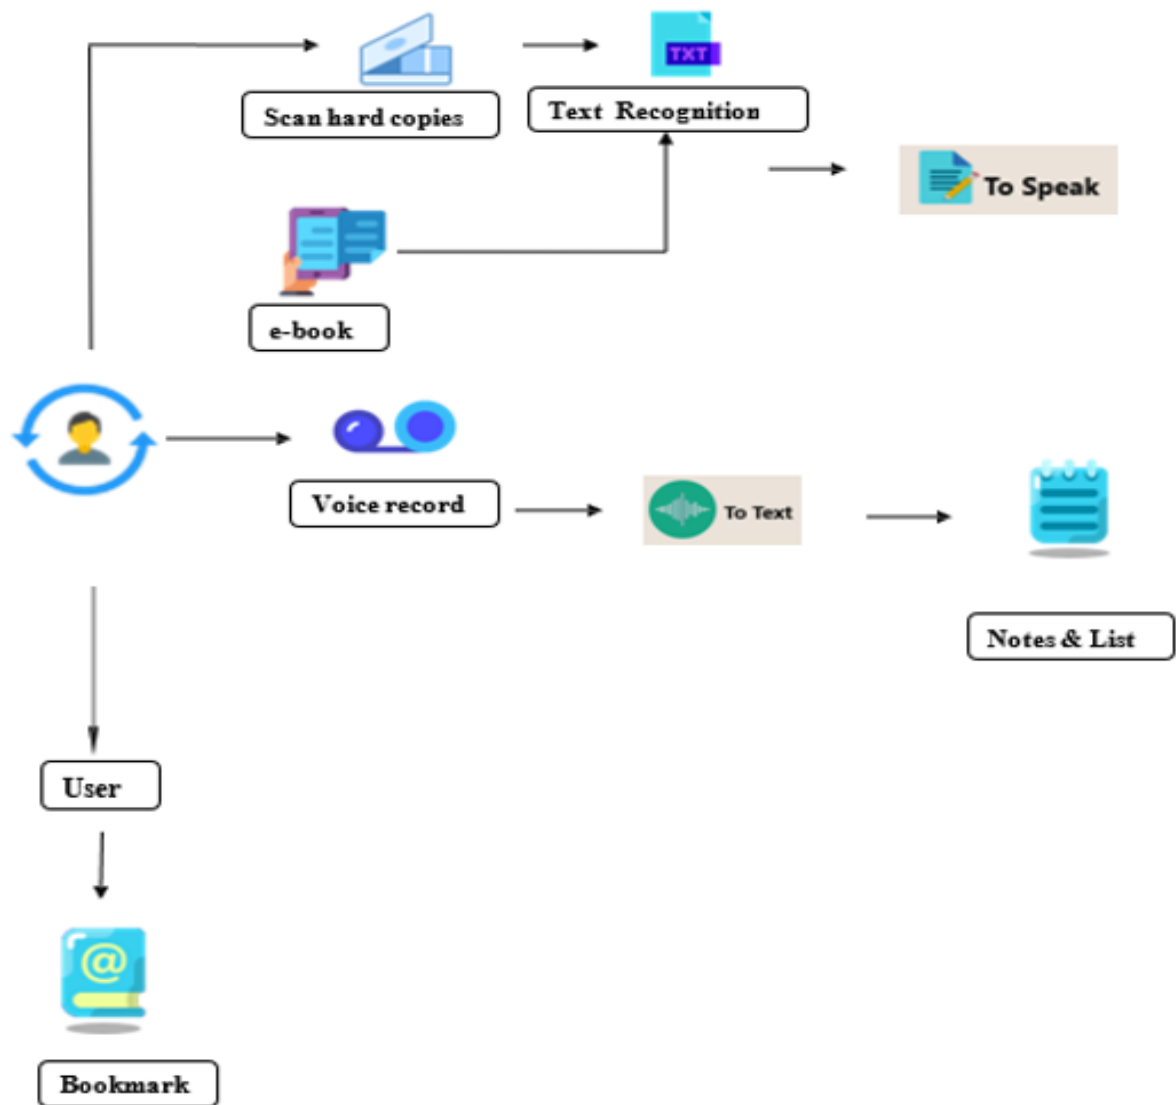 TXT
Scan hard copies
Text Recognition
To Speak
e-book
Voice record
To Text
Notes & List
User
@
Bookmark